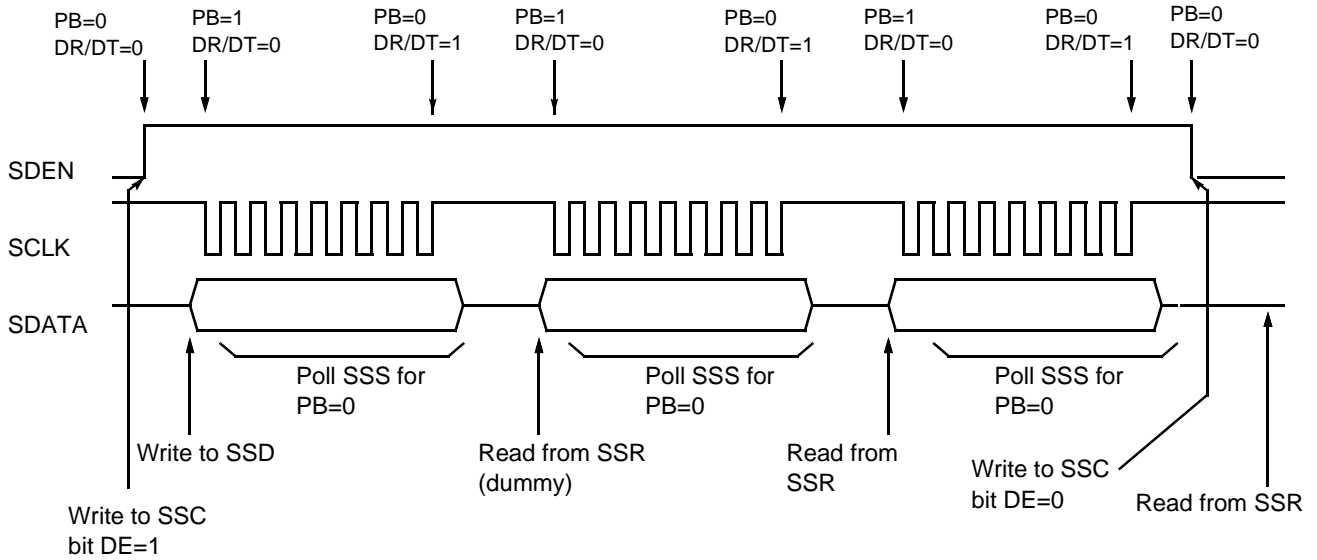 PB=0
DR/DT=0
PB=1
DR/DT=0
PB=0
DR/DT=1
PB=1
DR/DT=0
PB=0
DR/DT=1
PB=1
DR/DT=0
PB=0
DR/DT=1
PB=0
DR/DT=0
SDEN
SCLK
SDATA
Poll SSS for
PB=0
Poll SSS for
PB=0
Poll SSS for
PB=0
Write to SSD
Read from SSR
(dummy)
Read from
SSR
Write to SSC
bit DE=0
Read from SSR
Write to SSC
bit DE=1